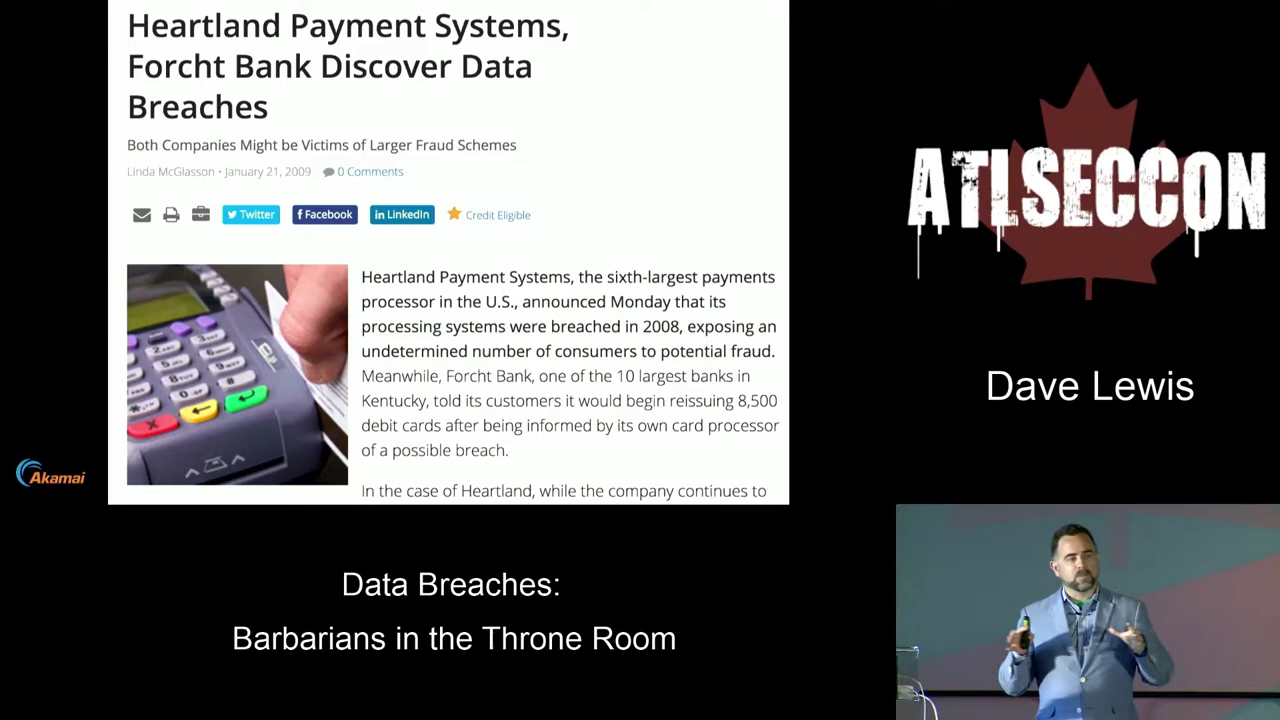 Heartland Payment Systems,
Forcht Bank Discover Data
Breaches
Both Companies Might be Victims of Larger Fraud Schemes
Linda McGlasson • January 21, 2009 0 Comments
Twitter Facebook LinkedIn Credit Eligible
Heartland Payment Systems, the sixth-largest payments
processor in the U.S., announced Monday that its
processing systems were breached in 2008, exposing an
undetermined number of consumers to potential fraud.
Meanwhile, Forcht Bank, one of the 10 largest banks in
Kentucky, told its customers it would begin reissuing 8,500
debit cards after being informed by its own card processor
of a possible breach.
In the case of Heartland, while the company continues to
Akamai
Data Breaches:
Barbarians in the Throne Room
ATLSECCON
Dave Lewis